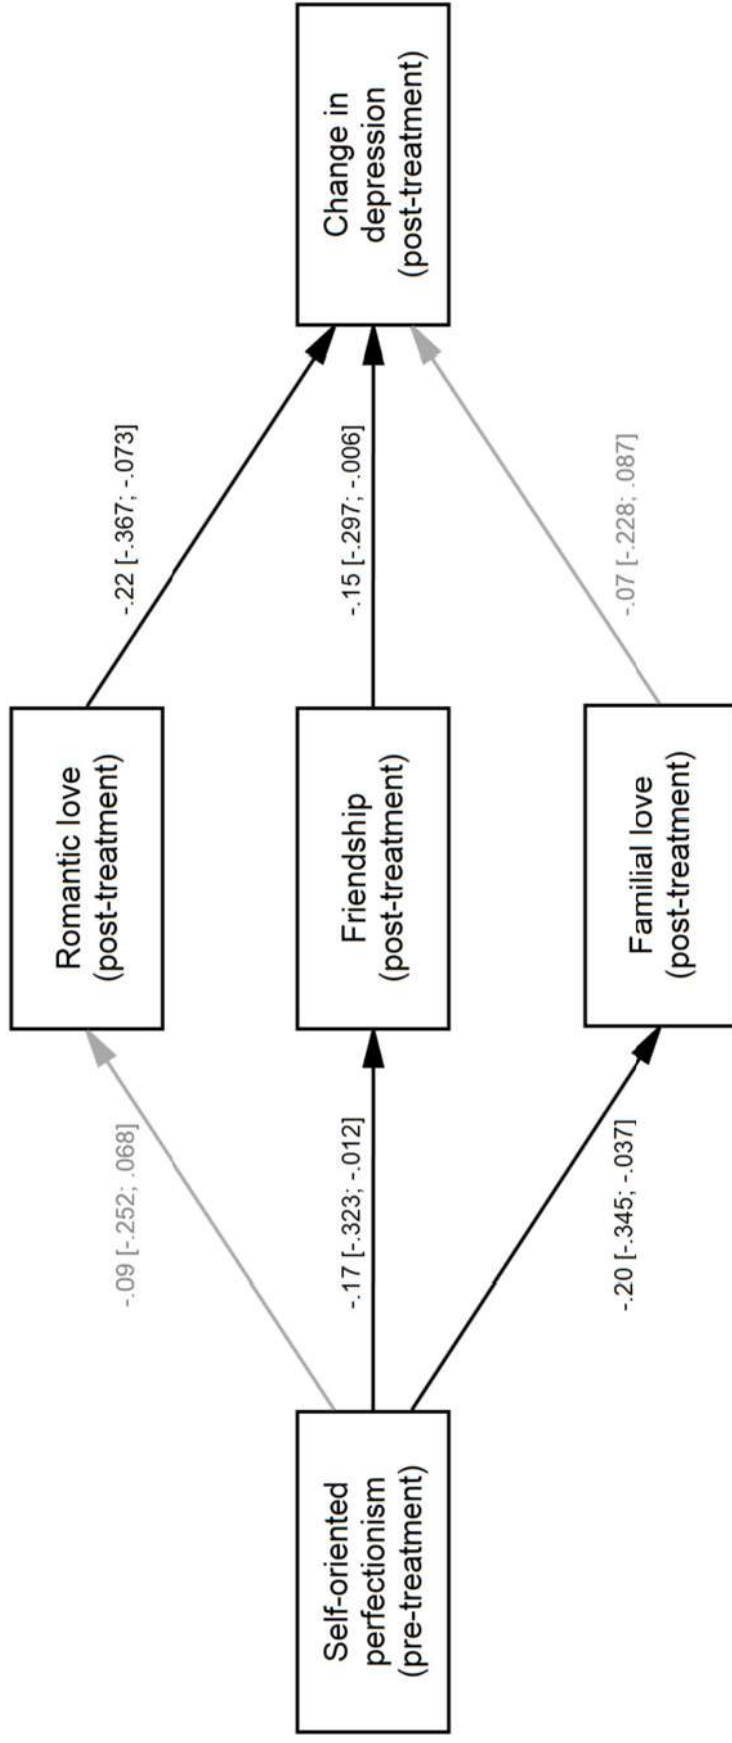 Self-oriented
perfectionism
(pre-treatment)
-.09 [-.252; .068]
-.17 [-.323; -.012]
-.20 [-.345; -.037]
Romantic love
(post-treatment)
Friendship
(post-treatment)
Familial love
(post-treatment)
-.22 [-.367; -.073]
-.15 [-.297; -.006]
-.07 [-.228; .087]
Change in
depression
(post-treatment)